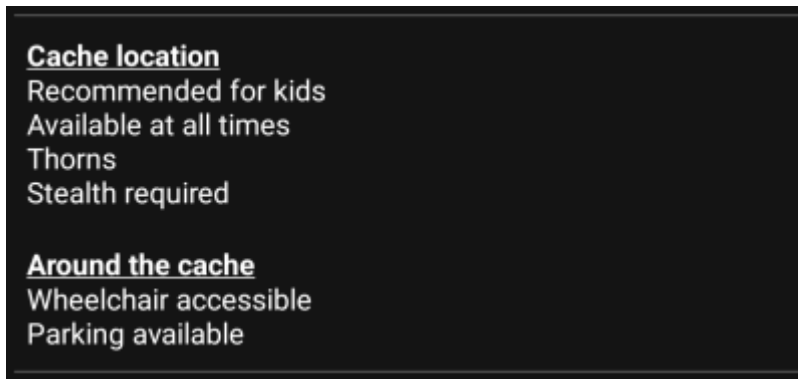 Cache location
Recommended for kids
Available at all times
Thorns
Stealth required
Around the cache
Wheelchair accessible
Parking available